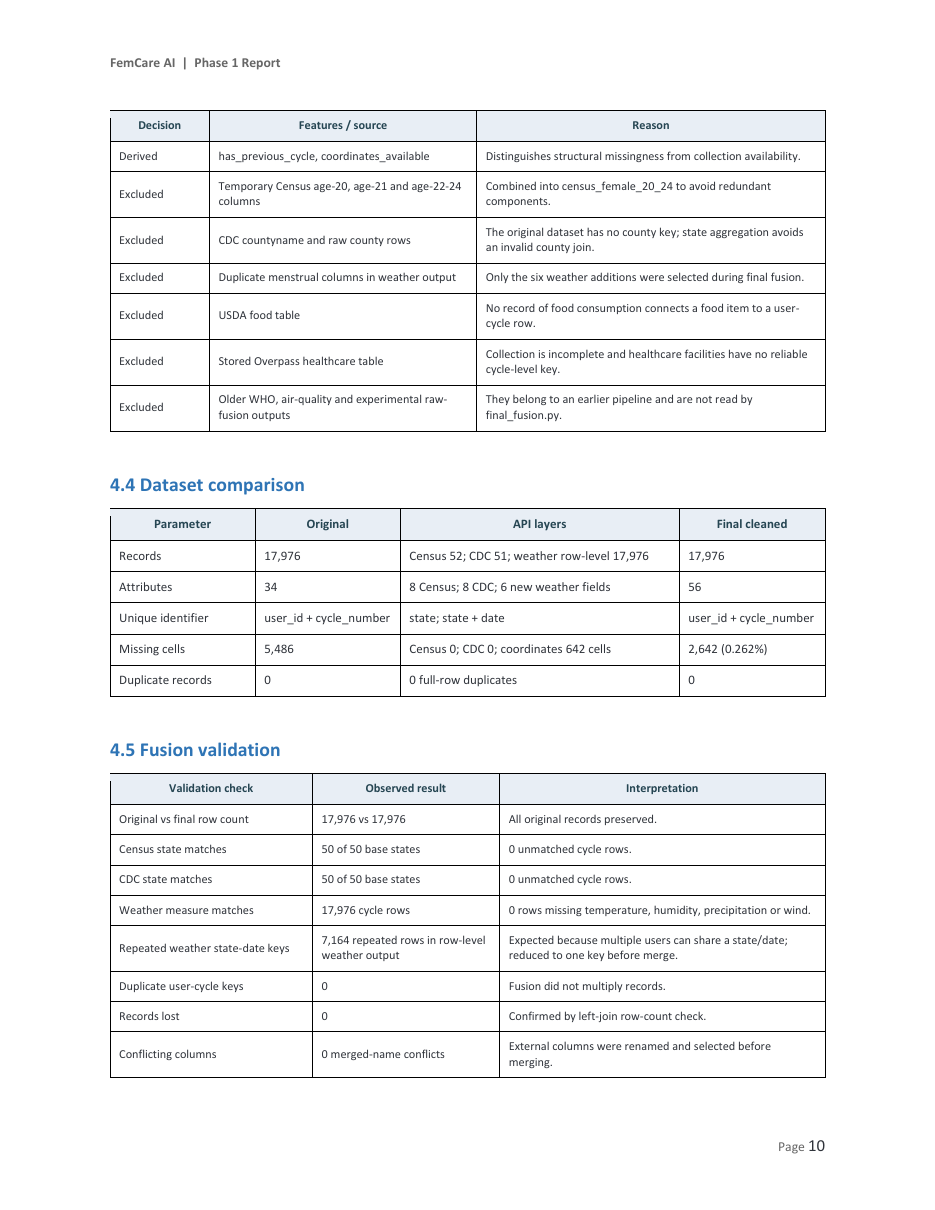 FemCare AI | Phase 1 Report
Decision Features / source Reason
Derived has_previous_cycle, coordinates_available Distinguishes structural missingness from collection availability.
Excluded Temporary Census age-20, age-21 and age-22-24 columns Combined into census_female_20_24 to avoid redundant components.
Excluded CDC countyname and raw county rows The original dataset has no county key; state aggregation avoids an invalid county join.
Excluded Duplicate menstrual columns in weather output Only the six weather additions were selected during final fusion.
Excluded USDA food table No record of food consumption connects a food item to a user-cycle row.
Excluded Stored Overpass healthcare table Collection is incomplete and healthcare facilities have no reliable cycle-level key.
Excluded Older WHO, air-quality and experimental raw-fusion outputs They belong to an earlier pipeline and are not read by final_fusion.py.
4.4 Dataset comparison
Parameter Original API layers Final cleaned
Records 17,976 Census 52; CDC 51; weather row-level 17,976 17,976
Attributes 34 8 Census; 8 CDC; 6 new weather fields 56
Unique identifier user_id + cycle_number state; state + date user_id + cycle_number
Missing cells 5,486 Census 0; CDC 0; coordinates 642 cells 2,642 (0.262%)
Duplicate records 0 0 full-row duplicates 0
4.5 Fusion validation
Validation check Observed result Interpretation
Original vs final row count 17,976 vs 17,976 All original records preserved.
Census state matches 50 of 50 base states 0 unmatched cycle rows.
CDC state matches 50 of 50 base states 0 unmatched cycle rows.
Weather measure matches 17,976 cycle rows 0 rows missing temperature, humidity, precipitation or wind.
Repeated weather state-date keys 7,164 repeated rows in row-level weather output Expected because multiple users can share a state/date; reduced to one key before merge.
Duplicate user-cycle keys 0 Fusion did not multiply records.
Records lost 0 Confirmed by left-join row-count check.
Conflicting columns 0 merged-name conflicts External columns were renamed and selected before merging.
Page 10